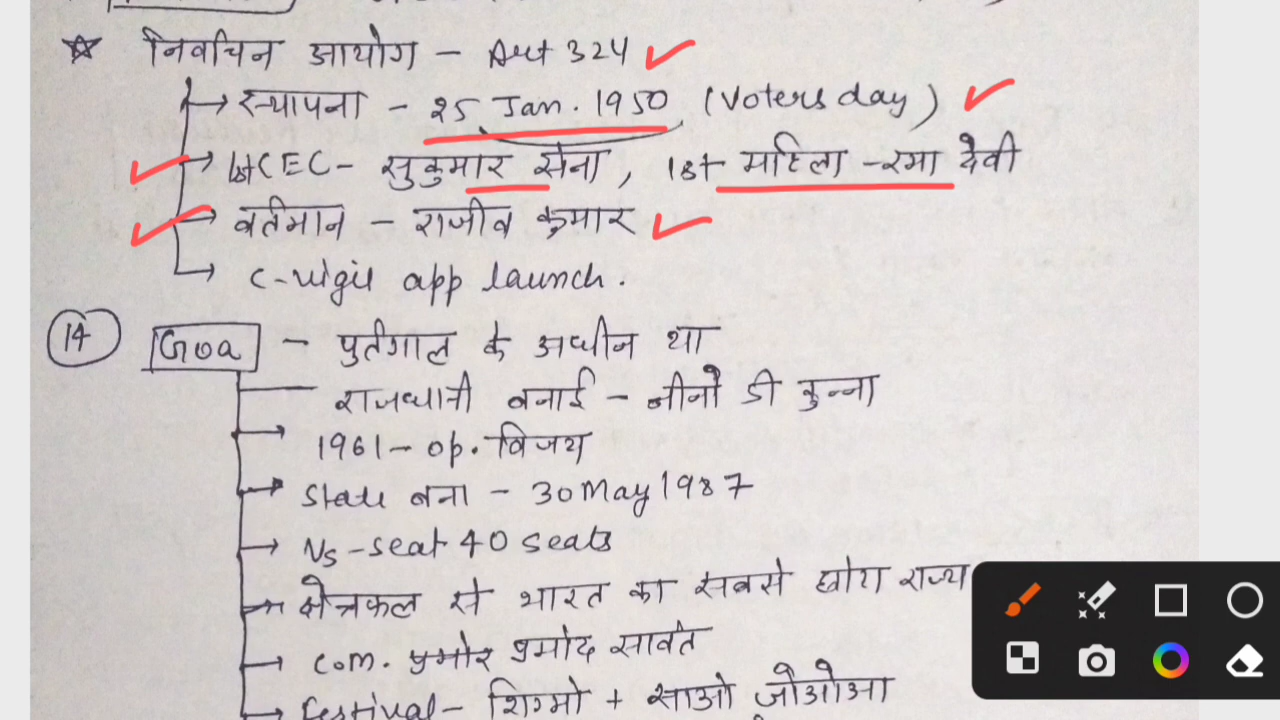 ☆ निर्वाचन आयोग - Art 324
→ स्थापना - 25 Jan. 1950 (Voters day)
→ 1st CEC - सुकुमार सेना, 1st महिला - रमा देवी
→ वर्तमान - राजीव कुमार
→ C-vigil app launch.
14 Goa - पुर्तगाल के अधीन था
राजधानी बनाई - नीनो डी कुन्ना
→ 1961 - op. विजय
→ State बना - 30 May 1987
→ Vs - seat 40 seats
→ क्षेत्रफल से भारत का सबसे छोटा राज्य
→ com. प्रमोद सावंत
→ festival - शिग्मो + साओ जोओओआ